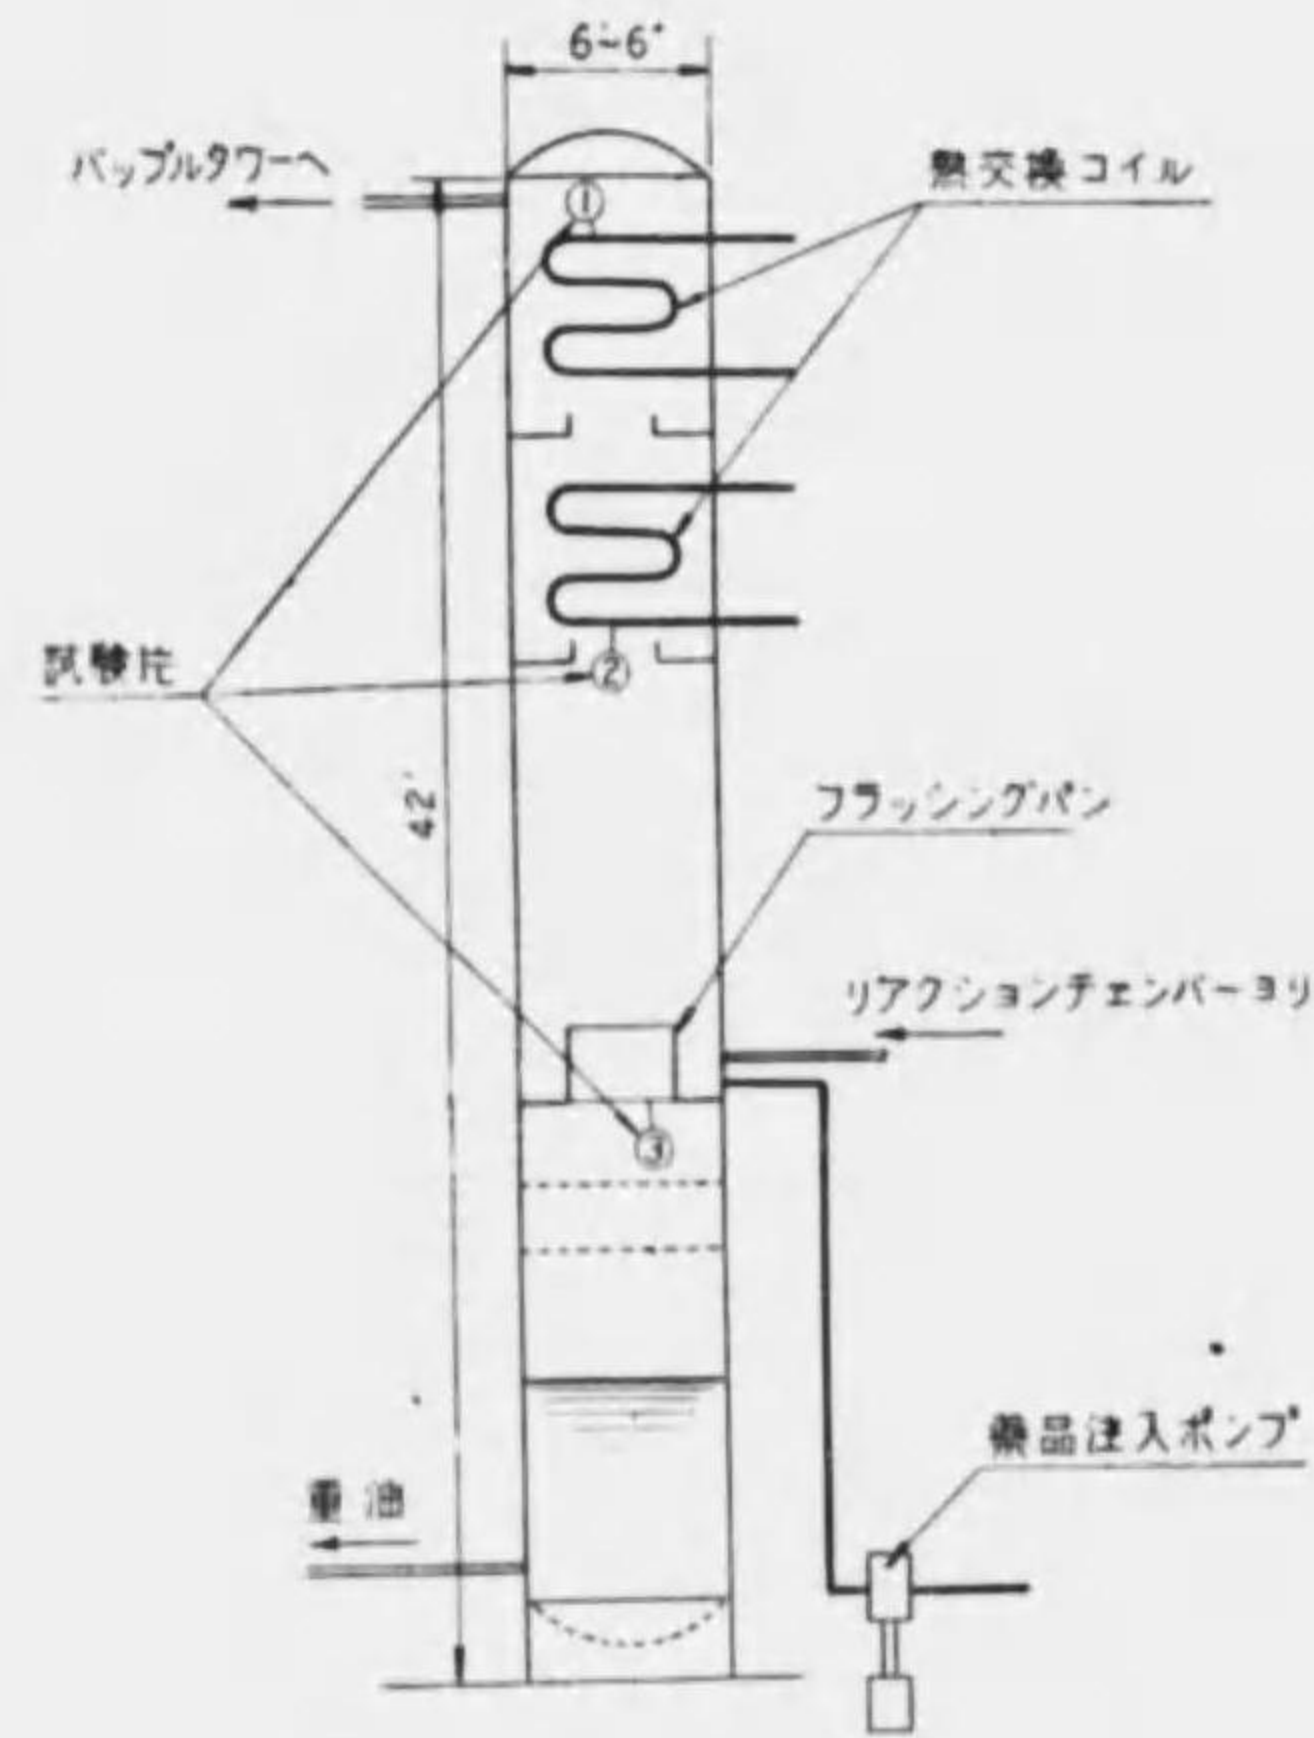 6'-6"
バッフルタワーへ
熱交換コイル
①
試験片
②
42'
フラッシングパン
リアクションチェンバーヨリ
③
薬品注入ポンプ
重油